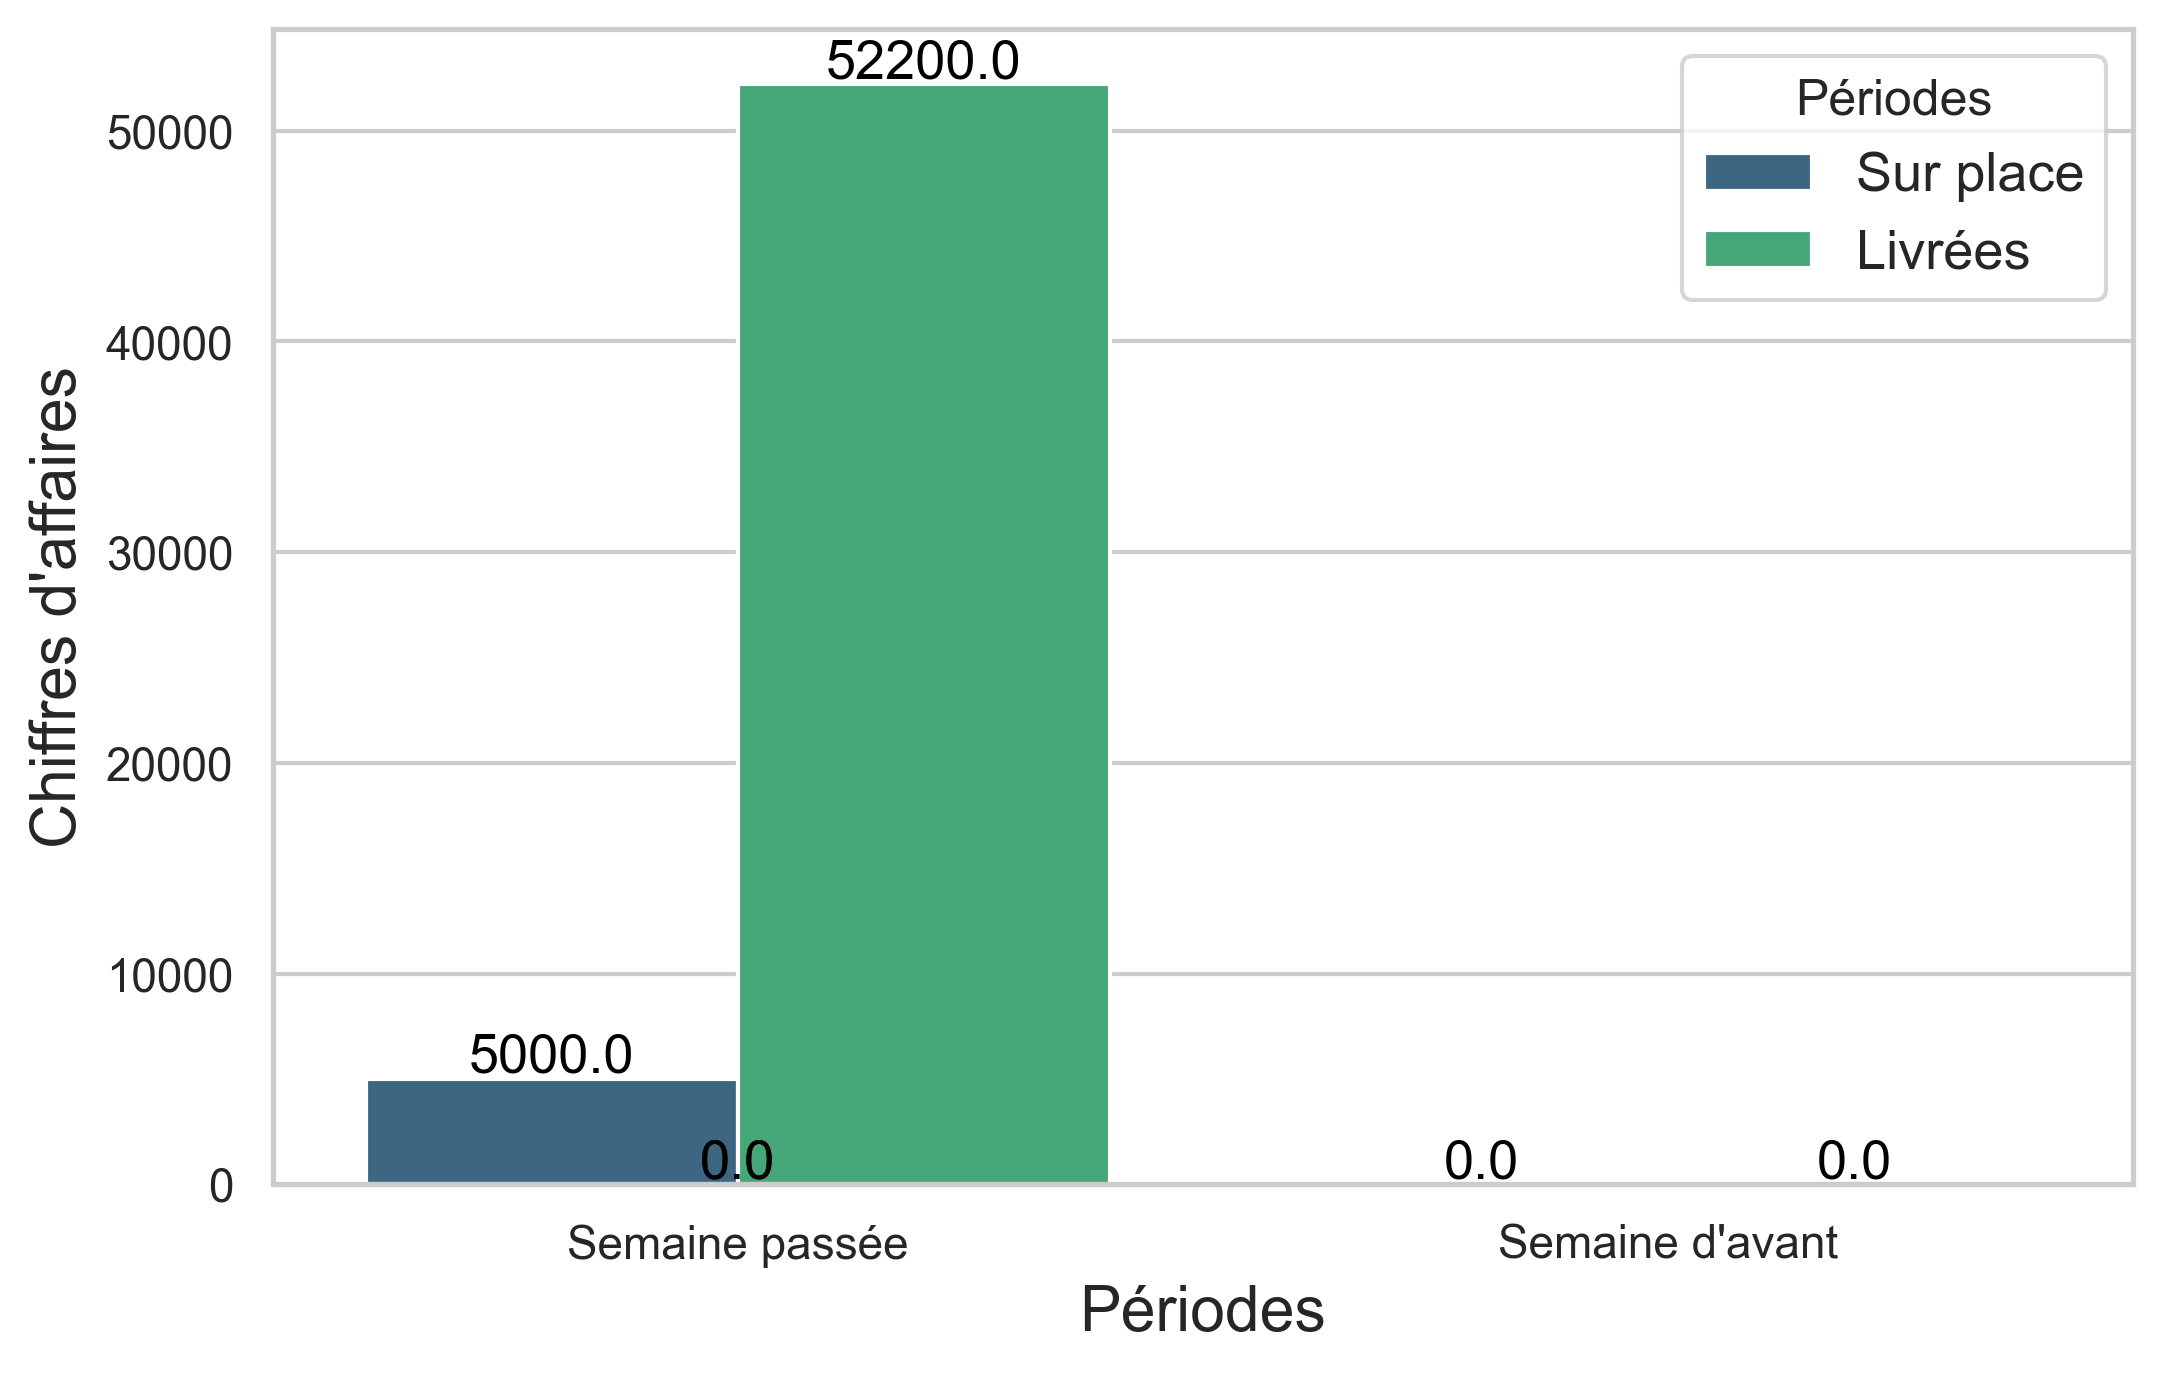 52200.0
Périodes
Sur place
Livrées
50000
40000
30000
20000
10000
0
Chiffres d'affaires
5000.0
0.0
0.0
0.0
Semaine passée
Semaine d'avant
Périodes